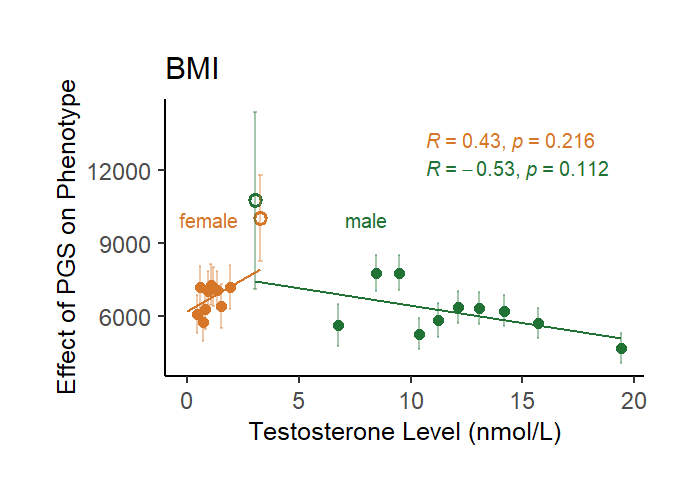 BMI
Effect of PGS on Phenotype
12000
9000
6000
R = 0.43, p = 0.216
R = −0.53, p = 0.112
female
male
0 5 10 15 20
Testosterone Level (nmol/L)